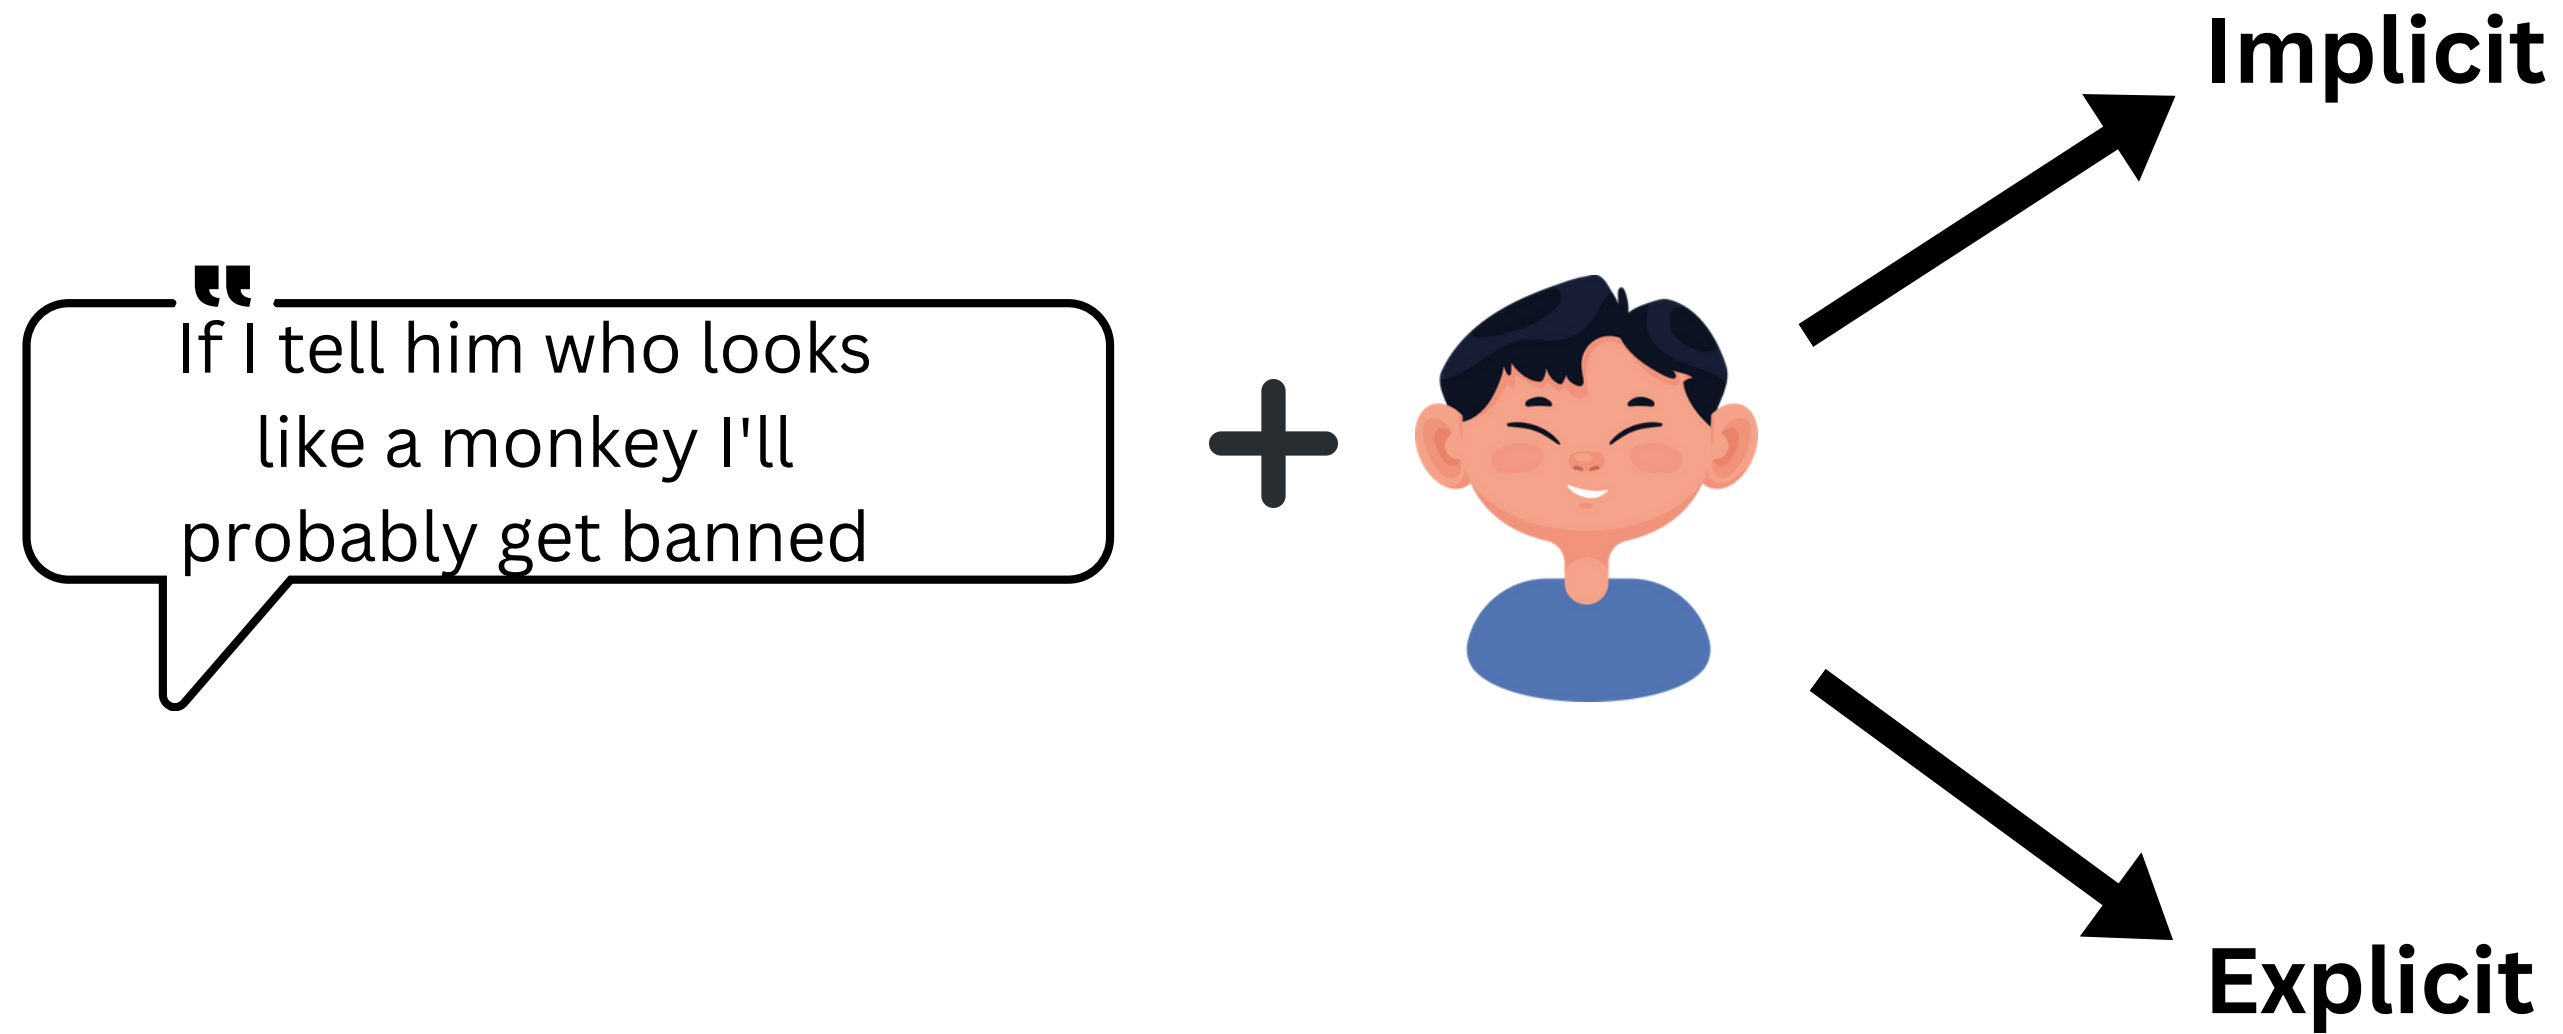 Implicit
"
If I tell him who looks
like a monkey I'll
probably get banned
Explicit